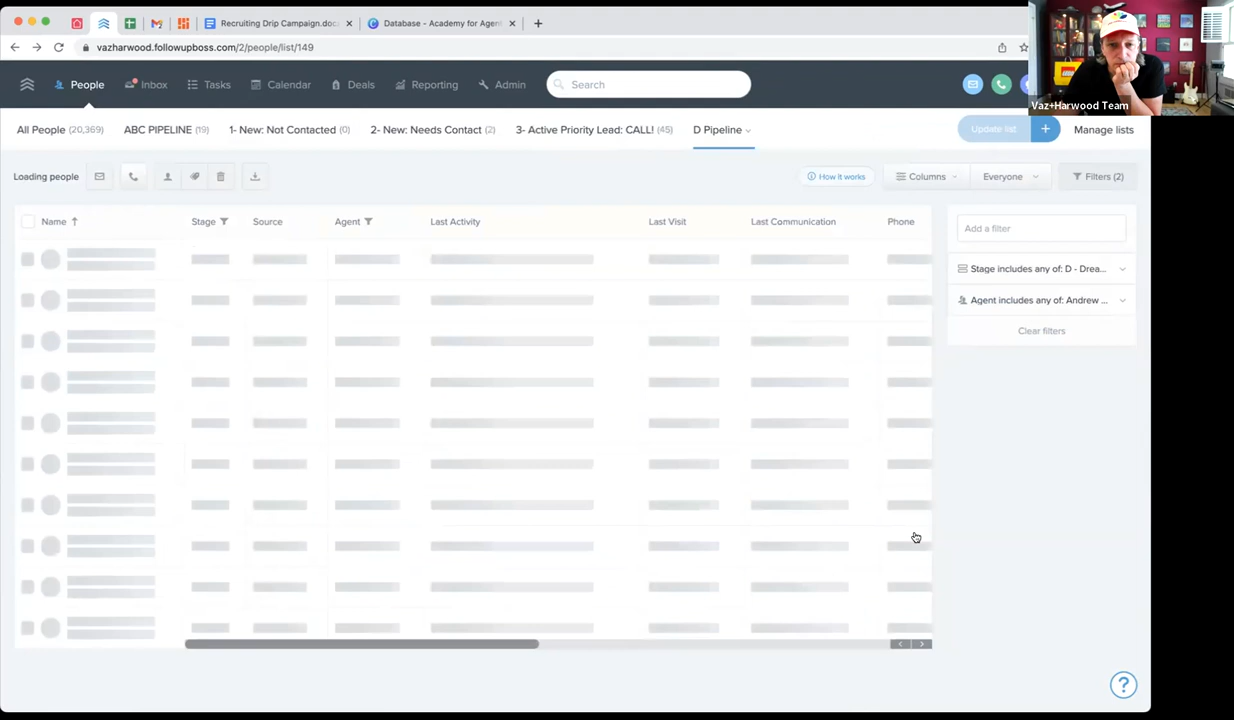 Recruiting Drip Campaign.doc
Database - Academy for Agen
vazharwood.followupboss.com/2/people/list/149
People
Inbox
Tasks
Calendar
Deals
Reporting
Admin
Search
Vaz+Harwood Team
All People (20,369)
ABC PIPELINE (19)
1- New: Not Contacted (0)
2- New: Needs Contact (2)
3- Active Priority Lead: CALL! (45)
D Pipeline
Update list
+
Manage lists
Loading people
How it works
Columns
Everyone
Filters (2)
Name
Stage
Source
Agent
Last Activity
Last Visit
Last Communication
Phone
Add a filter
Stage includes any of: D - Drea...
Agent includes any of: Andrew ...
Clear filters
?